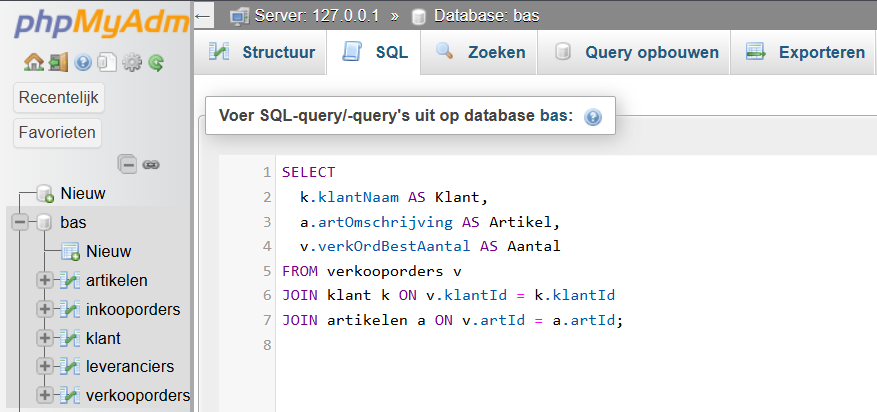 phpMyAdm
Server: 127.0.0.1 » Database: bas
Structuur SQL Zoeken Query opbouwen Exporteren
Recentelijk
Favorieten
Nieuw
bas
Nieuw
artikelen
inkooporders
klant
leveranciers
verkooporders
Voer SQL-query/-query's uit op database bas:
1 SELECT
2 k.klantNaam AS Klant,
3 a.artOmschrijving AS Artikel,
4 v.verkOrdBestAantal AS Aantal
5 FROM verkooporders v
6 JOIN klant k ON v.klantId = k.klantId
7 JOIN artikelen a ON v.artId = a.artId;
8